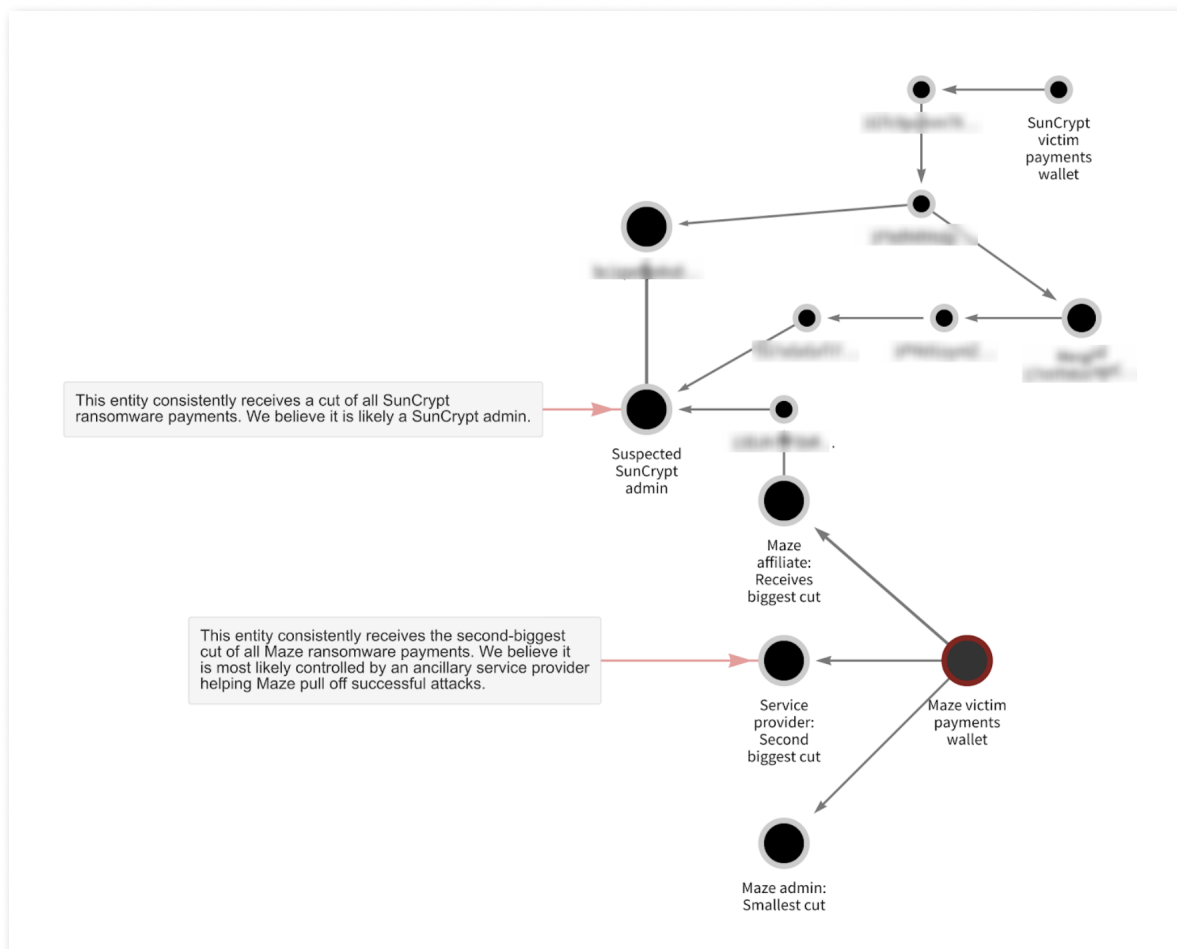 SunCrypt
victim
payments
wallet
This entity consistently receives a cut of all SunCrypt
ransomware payments. We believe it is likely a SunCrypt admin.
Suspected
SunCrypt
admin
Maze
affiliate:
Receives
biggest cut
This entity consistently receives the second-biggest
cut of all Maze ransomware payments. We believe it
is most likely controlled by an ancillary service provider
helping Maze pull off successful attacks.
Service
provider:
Second
biggest cut
Maze victim
payments
wallet
Maze admin:
Smallest cut